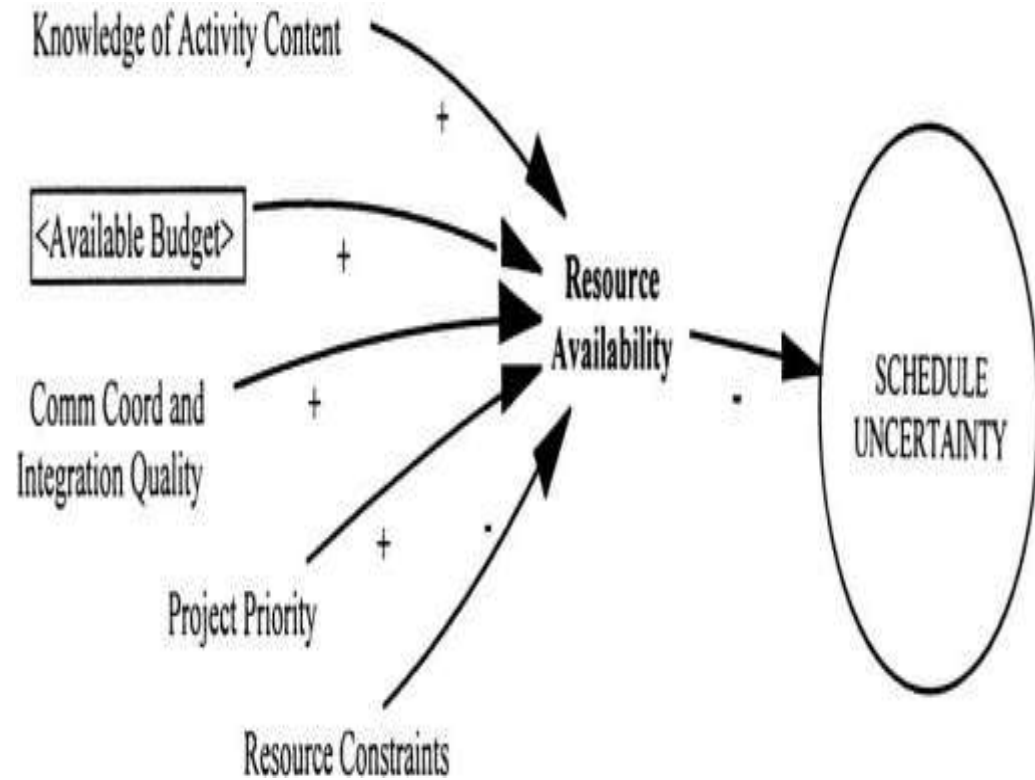 Knowledge of Activity Content
+
<Available Budget>
+
Resource
Availability
Comm Coord and
Integration Quality
+
-
SCHEDULE
UNCERTAINTY
Project Priority
+
-
Resource Constraints